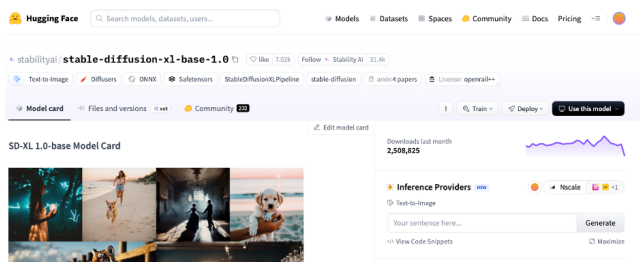 Hugging Face
Search models, datasets, users...
Models
Datasets
Spaces
Community
Docs
Pricing
stabilityai/stable-diffusion-xl-base-1.0
like 7.02k
Follow Stability AI 31.4k
Text-to-Image
Diffusers
ONNX
Safetensors
StableDiffusionXLPipeline
stable-diffusion
arxiv: 4 papers
License: openrail++
Model card
Files and versions
xet
Community 232
Train
Deploy
Use this model
Edit model card
SD-XL 1.0-base Model Card
Downloads last month
2,508,825
Inference Providers NEW
Nscale
+1
Text-to-Image
Your sentence here...
Generate
View Code Snippets
Maximize